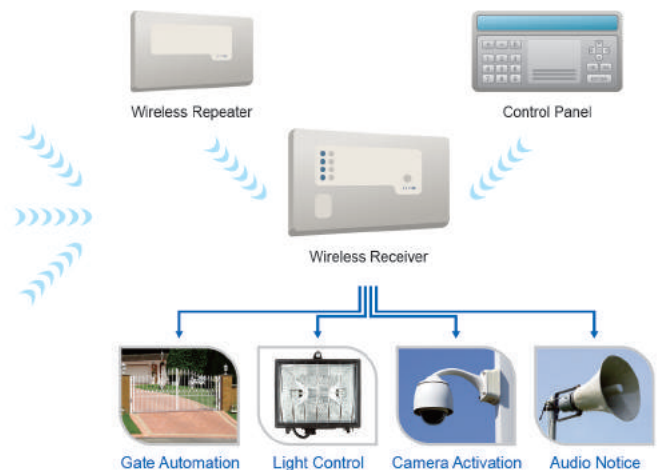 Wireless Repeater
Control Panel
Wireless Receiver
Gate Automation
Light Control
Camera Activation
Audio Notice